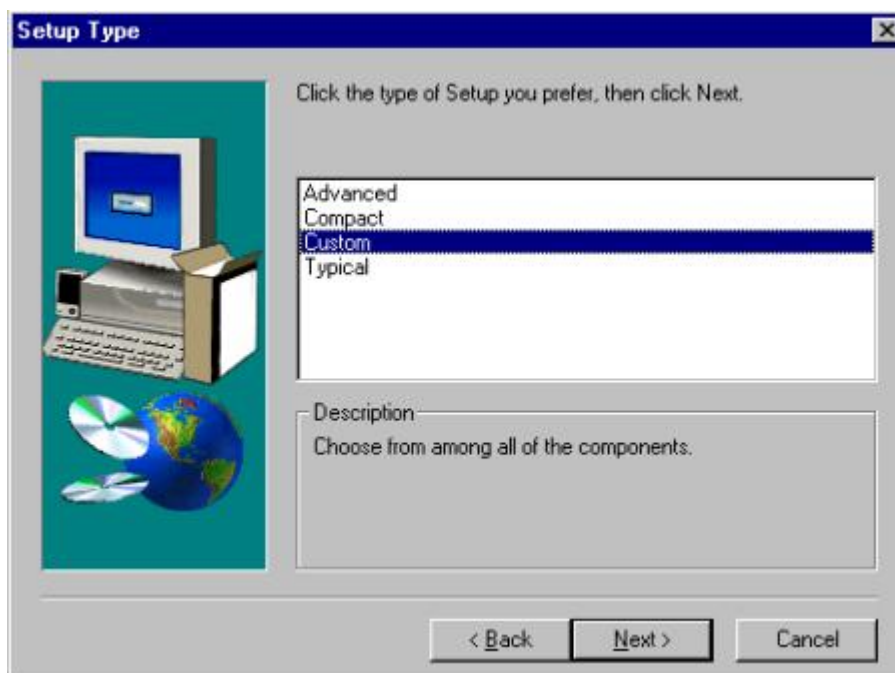 Setup Type
Click the type of Setup you prefer, then click Next.
Advanced
Compact
Custom
Typical
Description
Choose from among all of the components.
< Back
Next >
Cancel